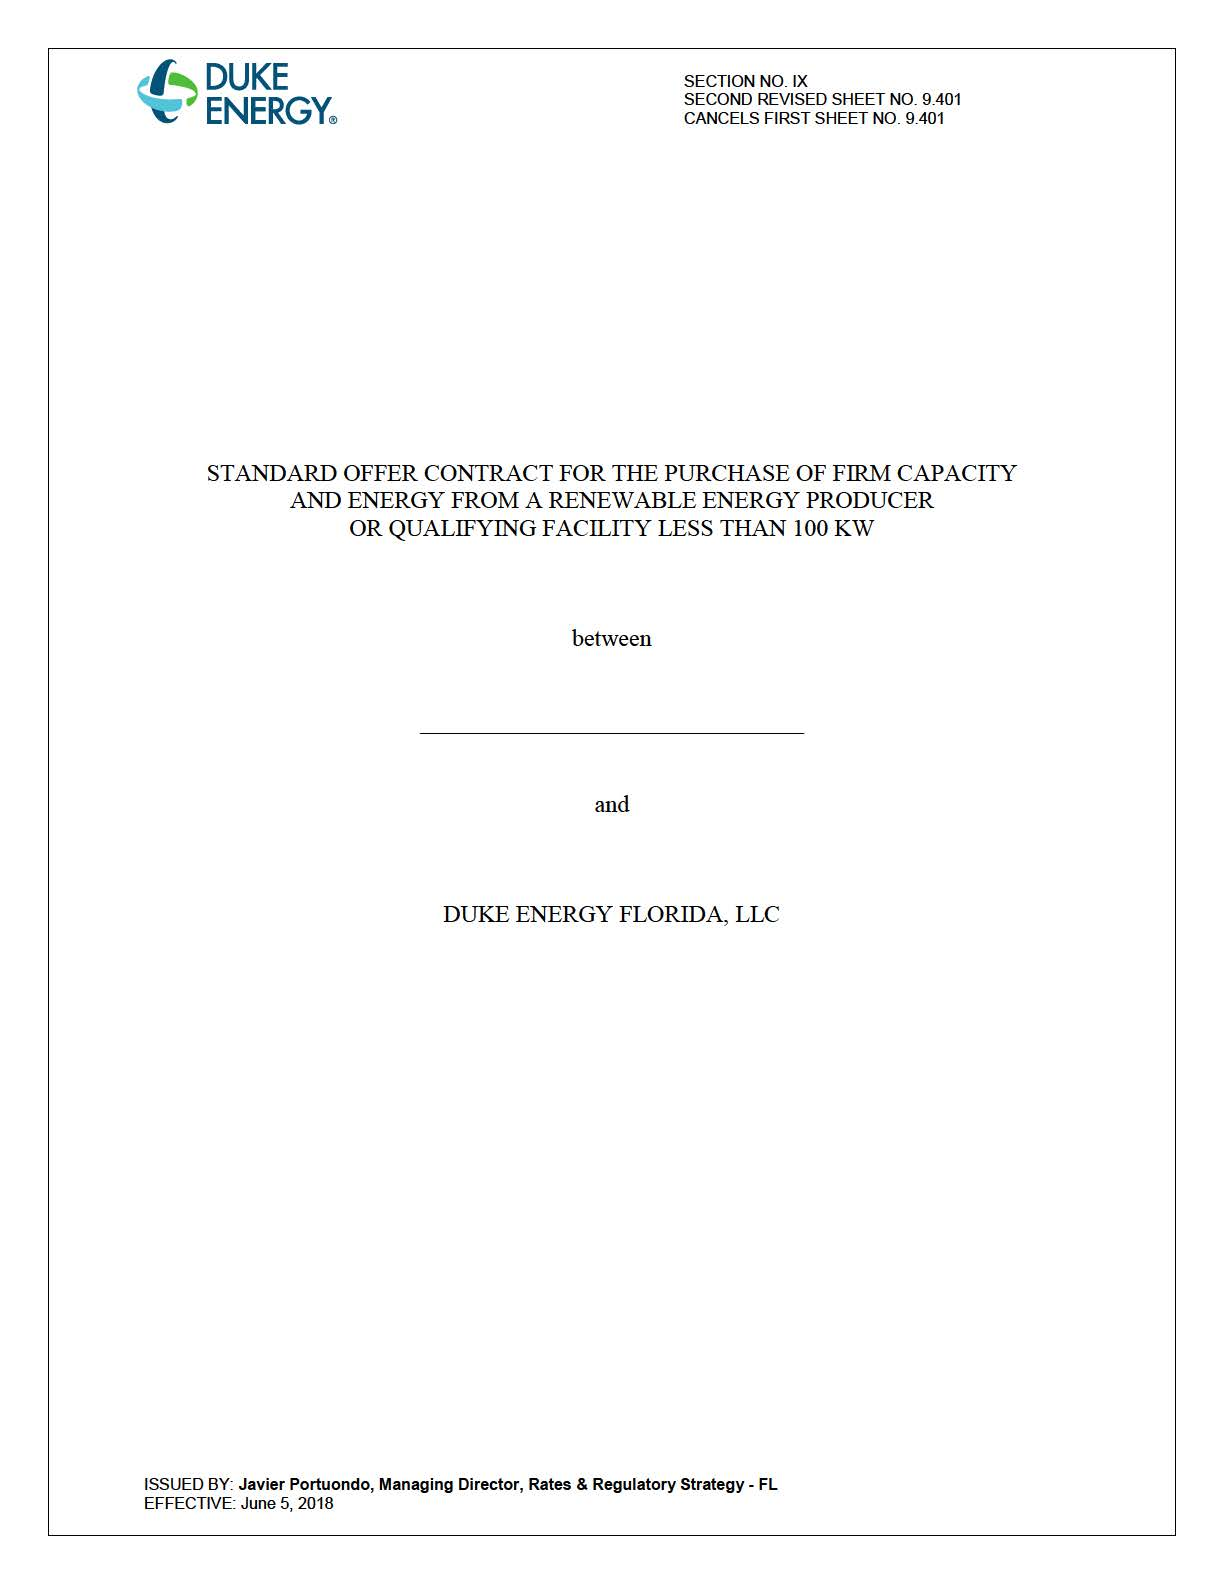 DUKE
ENERGY®
SECTION NO. IX
SECOND REVISED SHEET NO. 9.401
CANCELS FIRST SHEET NO. 9.401
STANDARD OFFER CONTRACT FOR THE PURCHASE OF FIRM CAPACITY
AND ENERGY FROM A RENEWABLE ENERGY PRODUCER
OR QUALIFYING FACILITY LESS THAN 100 KW
between
and
DUKE ENERGY FLORIDA, LLC
ISSUED BY: Javier Portuondo, Managing Director, Rates & Regulatory Strategy - FL
EFFECTIVE: June 5, 2018